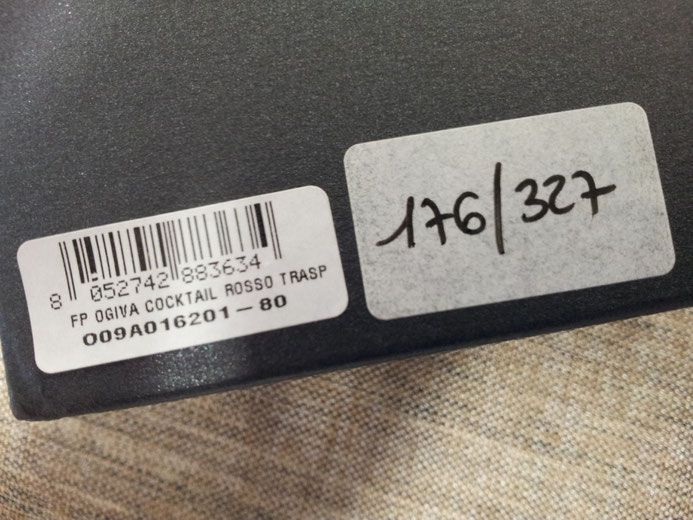 8 052742 883634
FP OGIVA COCKTAIL ROSSO TRASP
009A016201-80
176/327